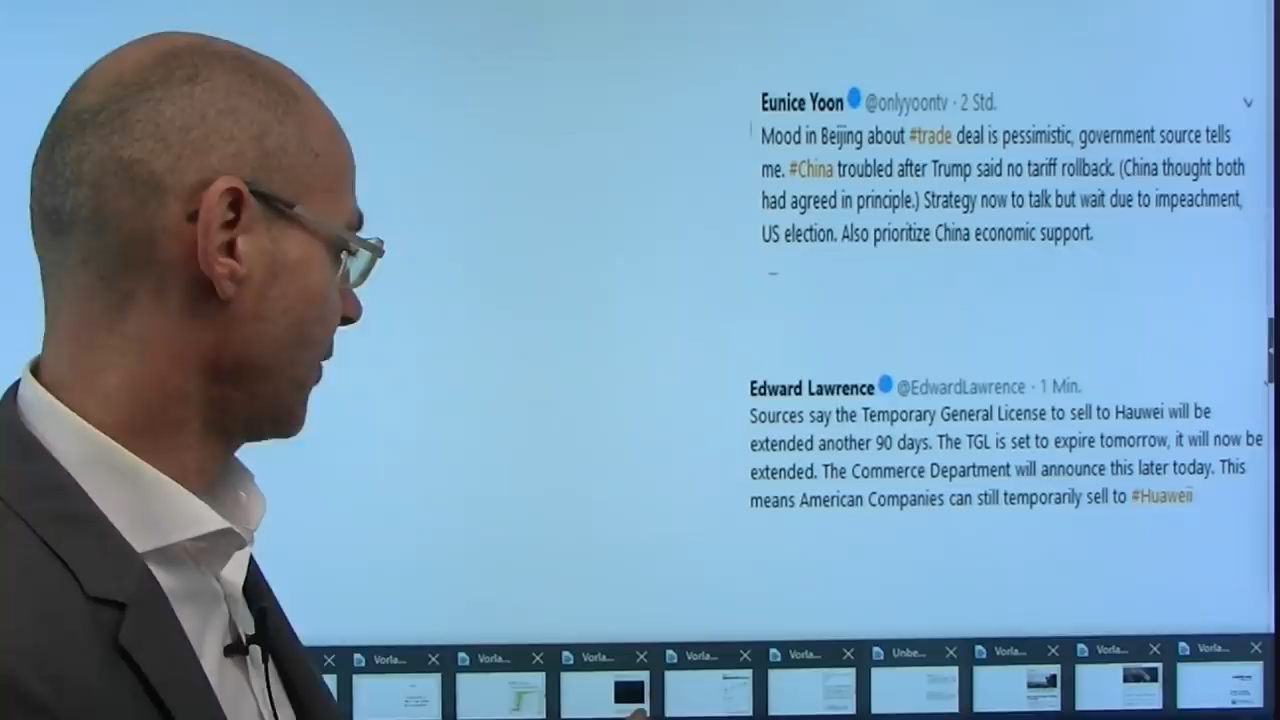 Eunice Yoon @onlyyoontv · 2 Std.
Mood in Beijing about #trade deal is pessimistic, government source tells
me. #China troubled after Trump said no tariff rollback. (China thought both
had agreed in principle.) Strategy now to talk but wait due to impeachment,
US election. Also prioritize China economic support.
Edward Lawrence @EdwardLawrence · 1 Min.
Sources say the Temporary General License to sell to Hauwei will be
extended another 90 days. The TGL is set to expire tomorrow, it will now be
extended. The Commerce Department will announce this later today. This
means American Companies can still temporarily sell to #Huaweii
Vorla... Vorla... Vorla... Vorla... Vorla... Unbe... Vorla... Vorla... Vorla...